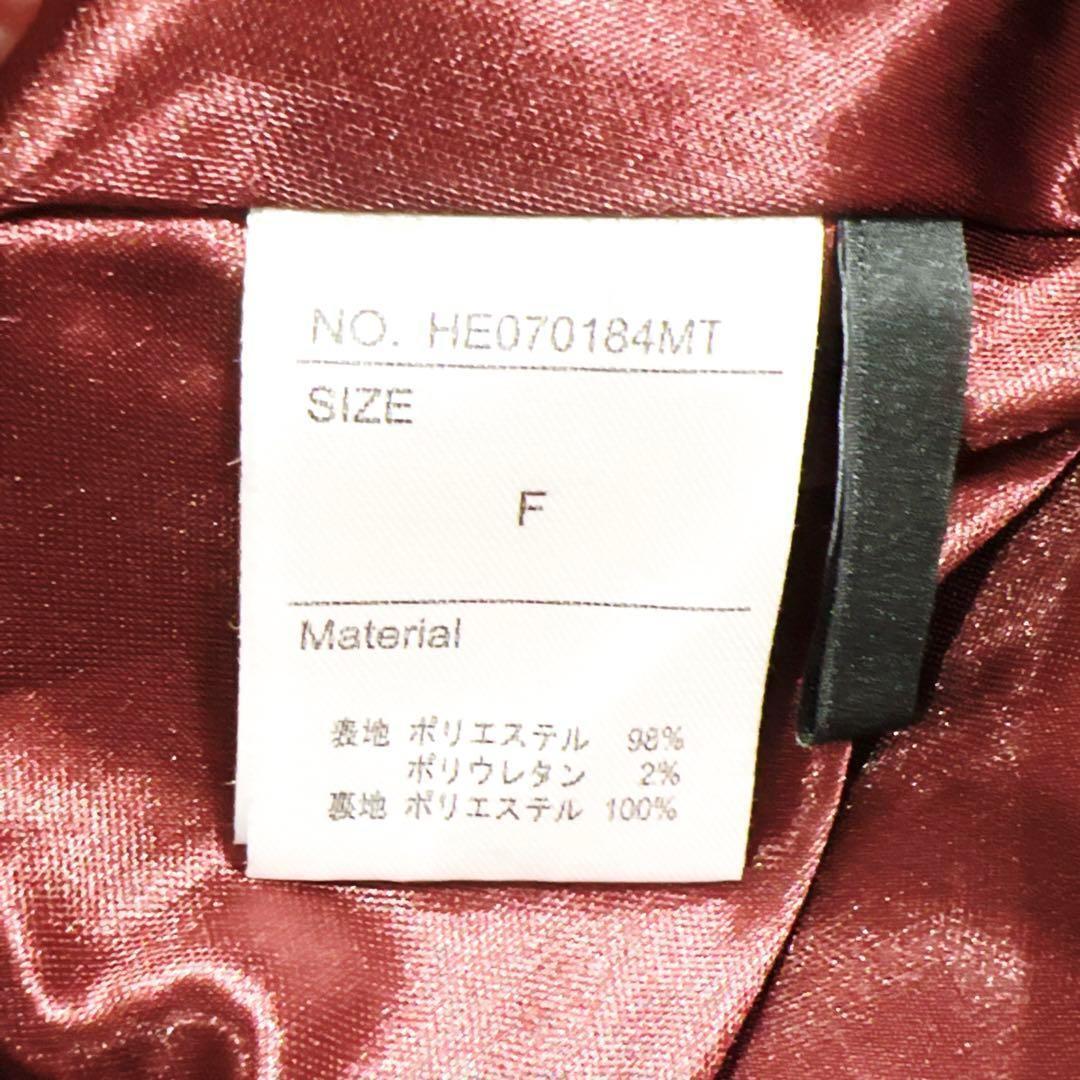 NO. HE070184MT
SIZE
F
Material
表地 ポリエステル 98%
ポリウレタン 2%
裏地 ポリエステル 100%